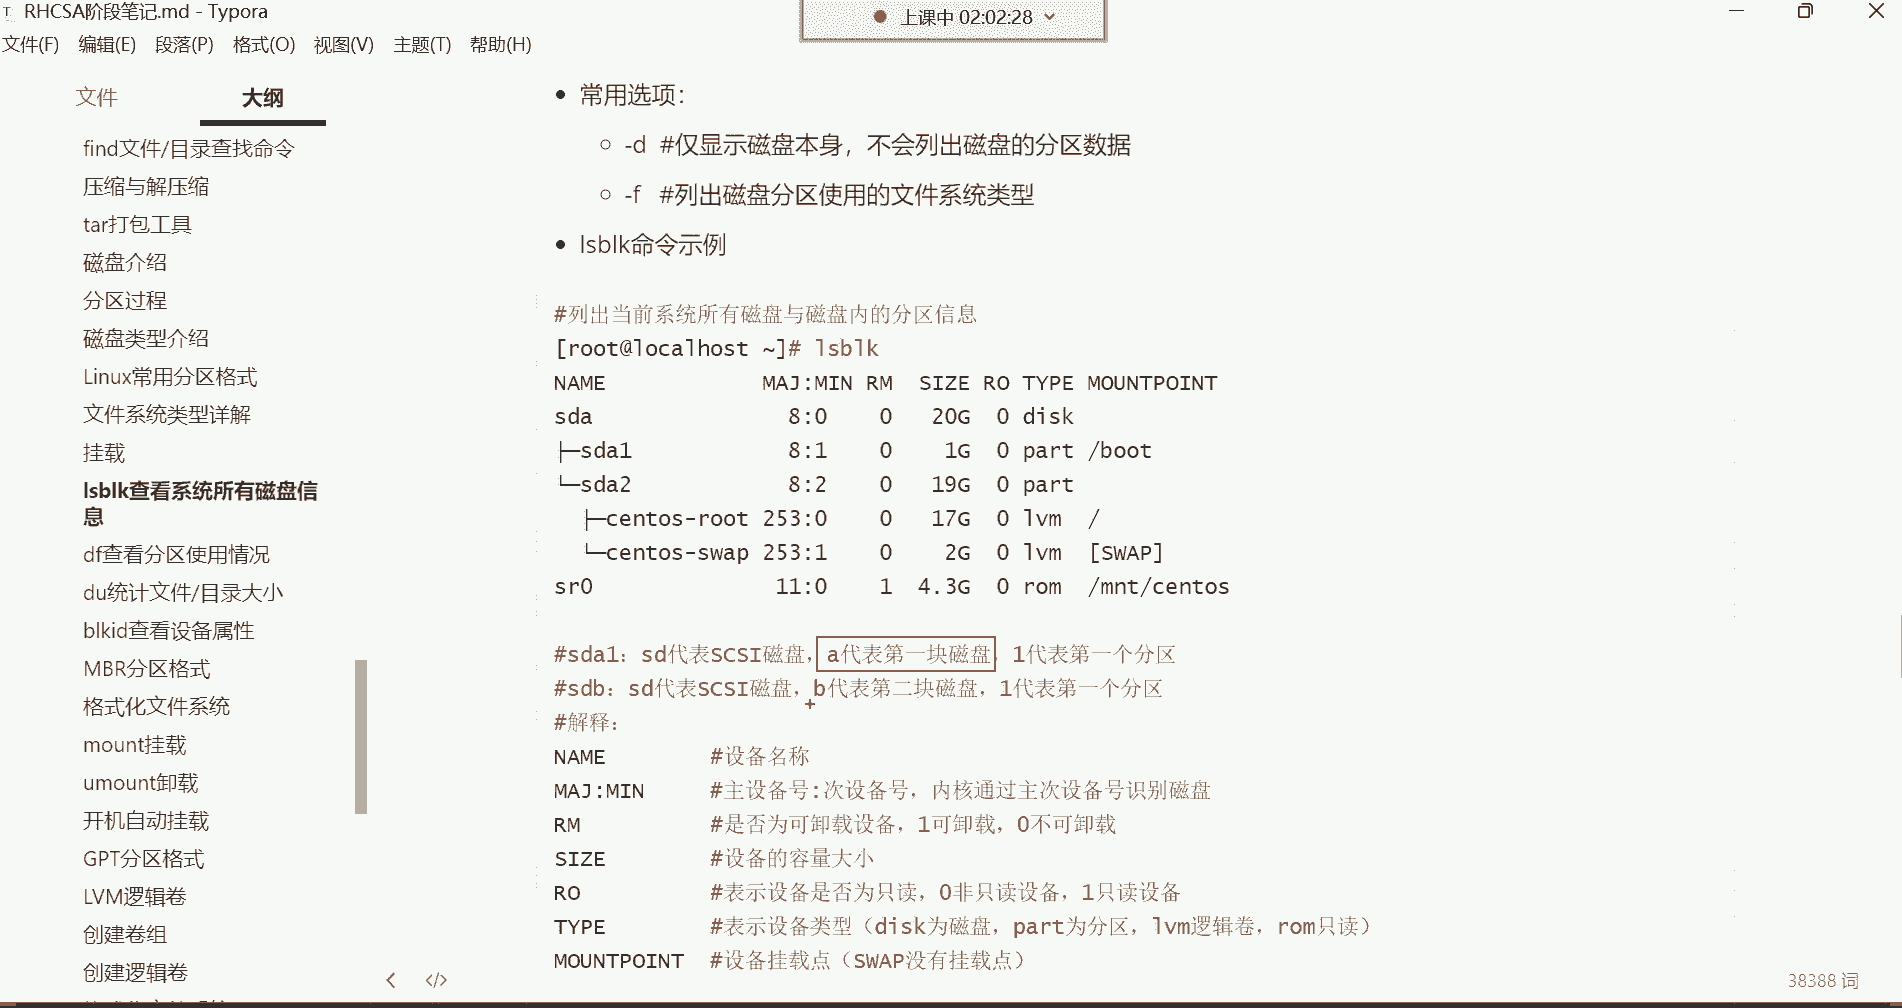 RHCSA阶段笔记.md - Typora
上课中 02:02:28
文件(F) 编辑(E) 段落(P) 格式(O) 视图(V) 主题(T) 帮助(H)
文件 大纲
find文件/目录查找命令
压缩与解压缩
tar打包工具
磁盘介绍
分区过程
磁盘类型介绍
Linux常用分区格式
文件系统类型详解
挂载
lsblk查看系统所有磁盘信
息
df查看分区使用情况
du统计文件/目录大小
blkid查看设备属性
MBR分区格式
格式化文件系统
mount挂载
umount卸载
开机自动挂载
GPT分区格式
LVM逻辑卷
创建卷组
创建逻辑卷
常用选项：
-d #仅显示磁盘本身，不会列出磁盘的分区数据
-f #列出磁盘分区使用的文件系统类型
lsblk命令示例
#列出当前系统所有磁盘与磁盘内的分区信息
[root@localhost ~]# lsblk
NAME MAJ:MIN RM SIZE RO TYPE MOUNTPOINT
sda 8:0 0 20G 0 disk
├─sda1 8:1 0 1G 0 part /boot
└─sda2 8:2 0 19G 0 part
├─centos-root 253:0 0 17G 0 lvm /
└─centos-swap 253:1 0 2G 0 lvm [SWAP]
sr0 11:0 1 4.3G 0 rom /mnt/centos
#sda1：sd代表SCSI磁盘，a代表第一块磁盘，1代表第一个分区
#sdb：sd代表SCSI磁盘，b代表第二块磁盘，1代表第一个分区
#解释：
NAME #设备名称
MAJ:MIN #主设备号:次设备号，内核通过主次设备号识别磁盘
RM #是否为可卸载设备，1可卸载，0不可卸载
SIZE #设备的容量大小
RO #表示设备是否为只读，0非只读设备，1只读设备
TYPE #表示设备类型（disk为磁盘，part为分区，lvm逻辑卷，rom只读）
MOUNTPOINT #设备挂载点（SWAP没有挂载点）
38388 词